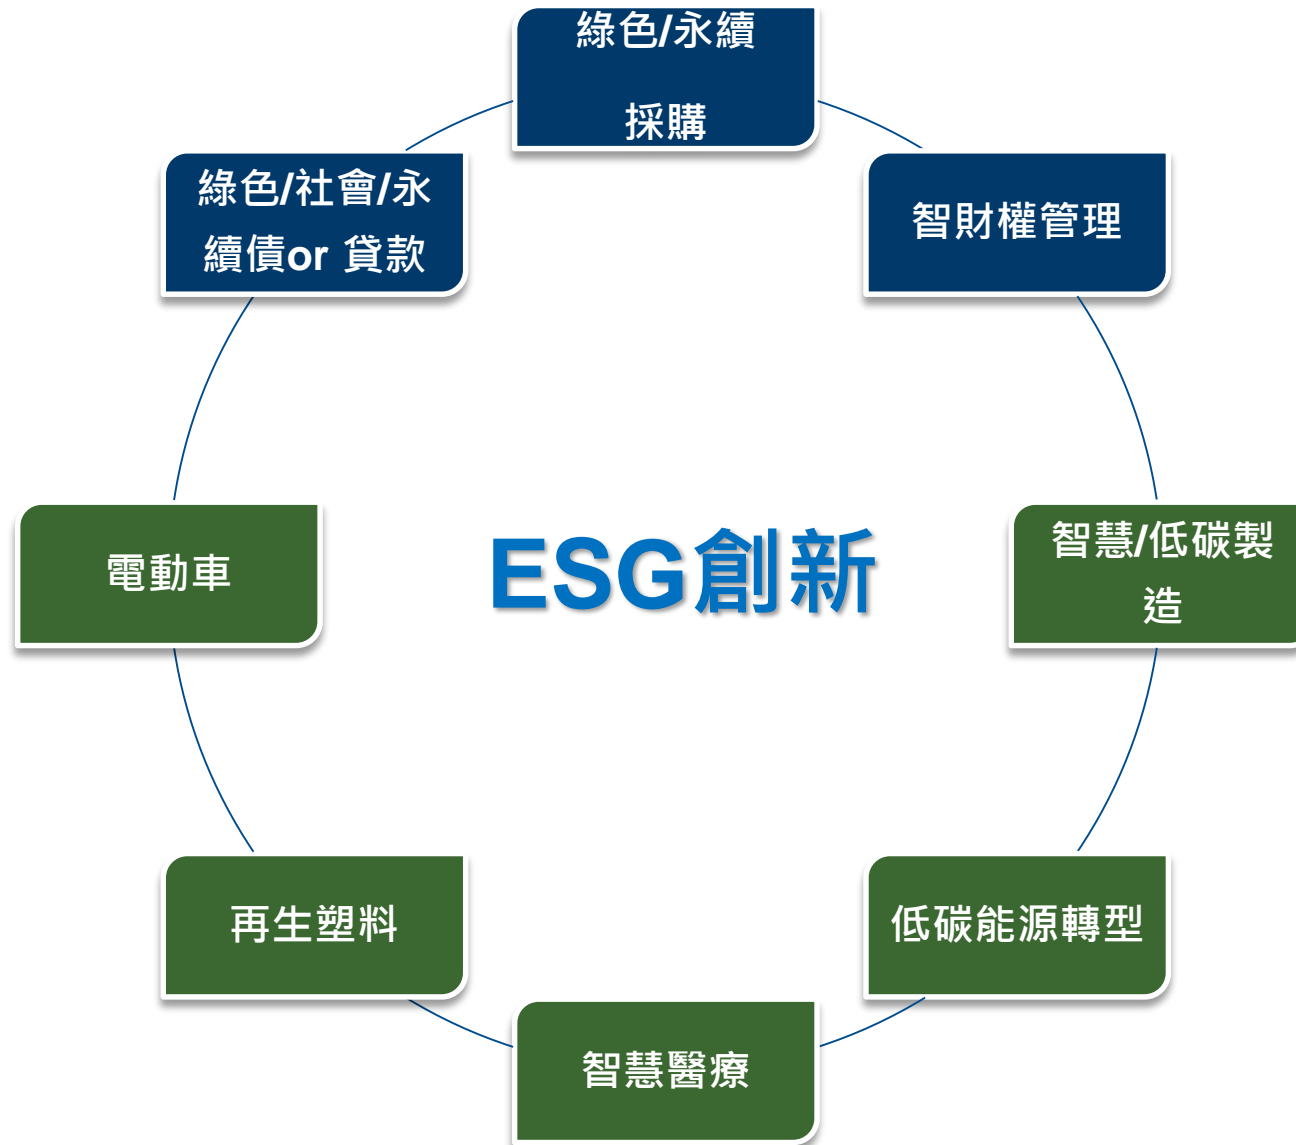 綠色/永續
採購
綠色/社會/永
續債or 貸款
智財權管理
電動車
ESG創新
智慧/低碳製
造
再生塑料
低碳能源轉型
智慧醫療